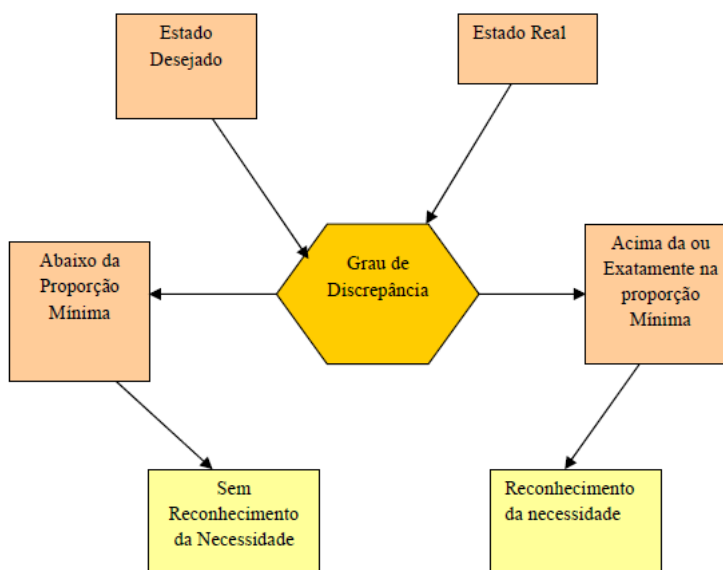 Estado
Desejado
Estado Real
Grau de
Discrepância
Abaixo da
Proporção
Mínima
Acima da ou
Exatamente na
proporção
Mínima
Sem
Reconhecimento
da Necessidade
Reconhecimento
da necessidade